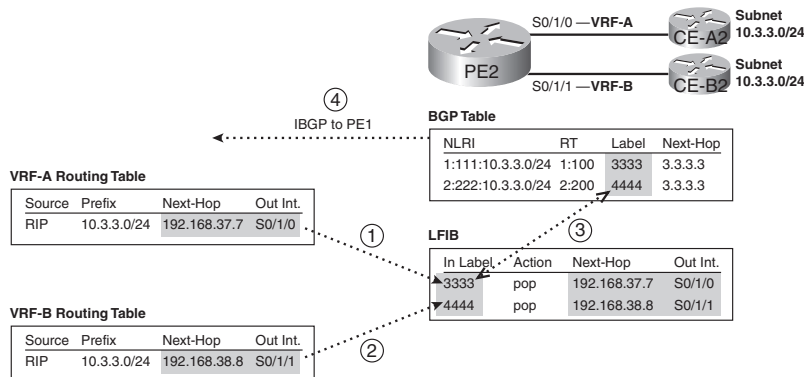 S0/1/0 —VRF-A
Subnet
10.3.3.0/24
CE-A2
PE2
S0/1/1 —VRF-B
Subnet
10.3.3.0/24
CE-B2
4
IBGP to PE1
BGP Table
NLRI RT Label Next-Hop
1:111:10.3.3.0/24 1:100 3333 3.3.3.3
2:222:10.3.3.0/24 2:200 4444 3.3.3.3
VRF-A Routing Table
Source Prefix Next-Hop Out Int.
RIP 10.3.3.0/24 192.168.37.7 S0/1/0
1
3
LFIB
In Label Action Next-Hop Out Int.
3333 pop 192.168.37.7 S0/1/0
4444 pop 192.168.38.8 S0/1/1
VRF-B Routing Table
Source Prefix Next-Hop Out Int.
RIP 10.3.3.0/24 192.168.38.8 S0/1/1
2